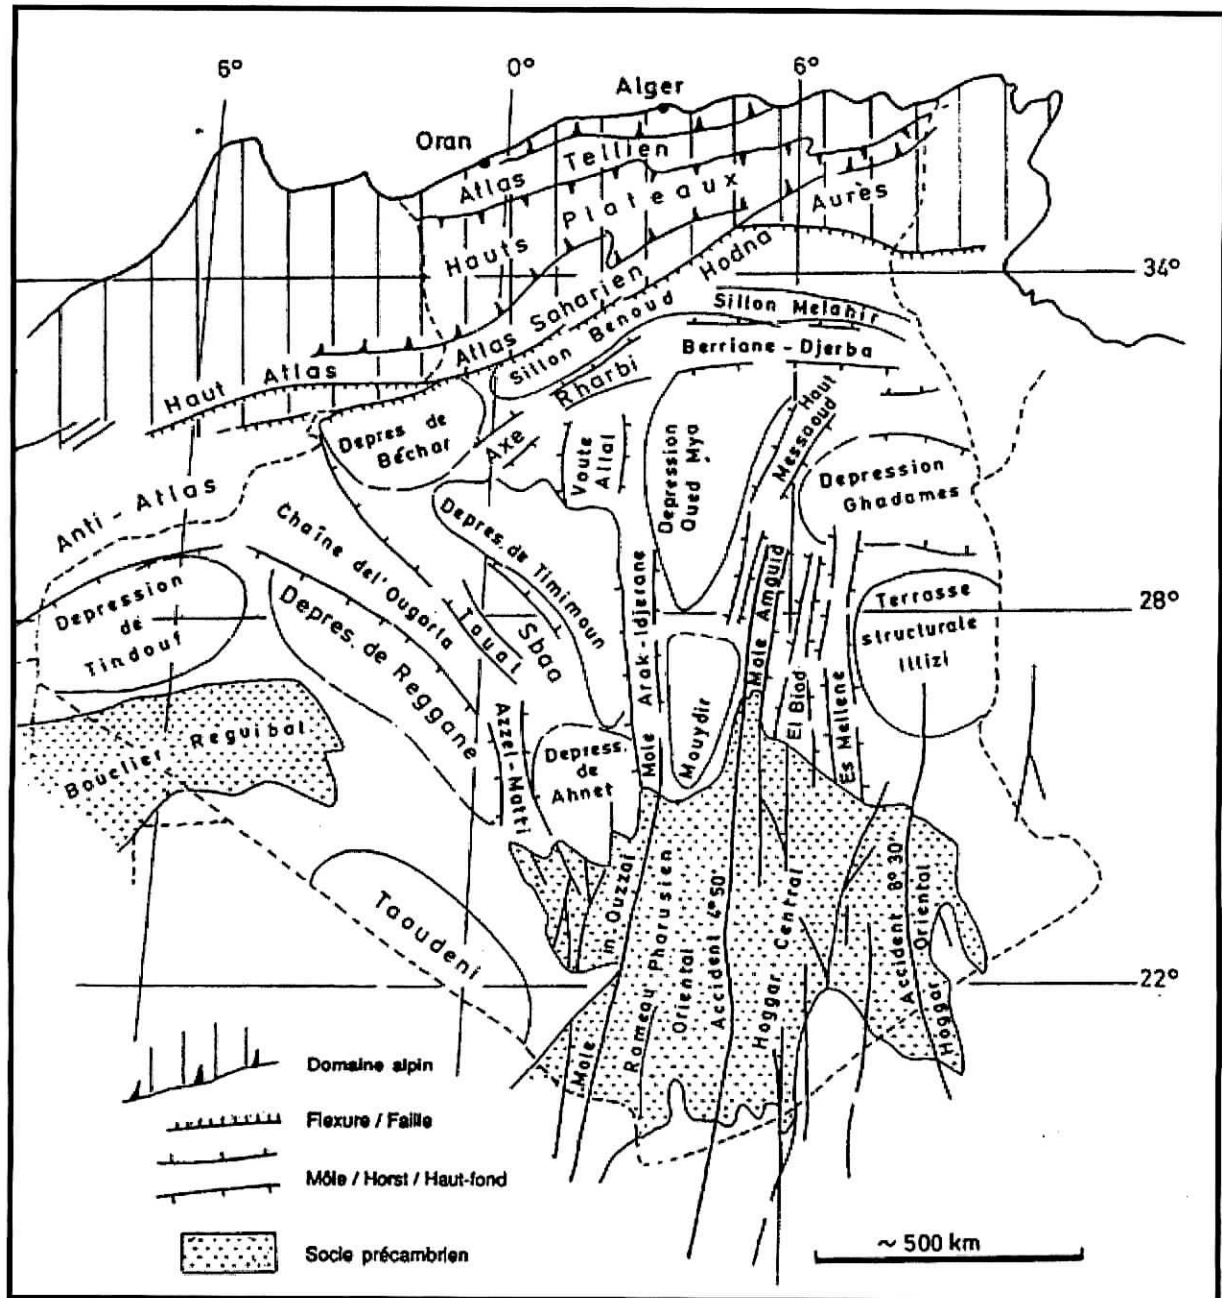 6°
0°
6°
Alger
Oran
Atlas Tellien
Hauts Plateaux
Aurès
34°
Hodna
Atlas Saharien
Haut Atlas
Sillon Benoud
Sillon Melahir
Berriane - Djerba
Axe Rharbi
Depres. de
Béchar
Voute
Allal
Depression
Oued Mya
Haut
Messaoud
Depression
Ghadames
Anti - Atlas
Chaîne del'Ougarta
Depres. de Timimoun
Depression
de
Tindouf
Depres. de Reggane
Touat
Sbaa
Mole Arak - Idjerane
Mole Amguid
28°
Terrasse
structurale
Illizi
El Biod
Es Mellene
Mouydir
Azzel - Matti
Depress.
de
Ahnet
Bouclier Reguibat
Taoudeni
Mole in Ouzzal
Rameau Pharusien
Oriental
Accident 4° 50'
Hoggar Central
Accident 8° 30'
Hoggar Oriental
22°
Domaine alpin
Flexure / Faille
Môle / Horst / Haut-fond
Socle précambrien
~ 500 km